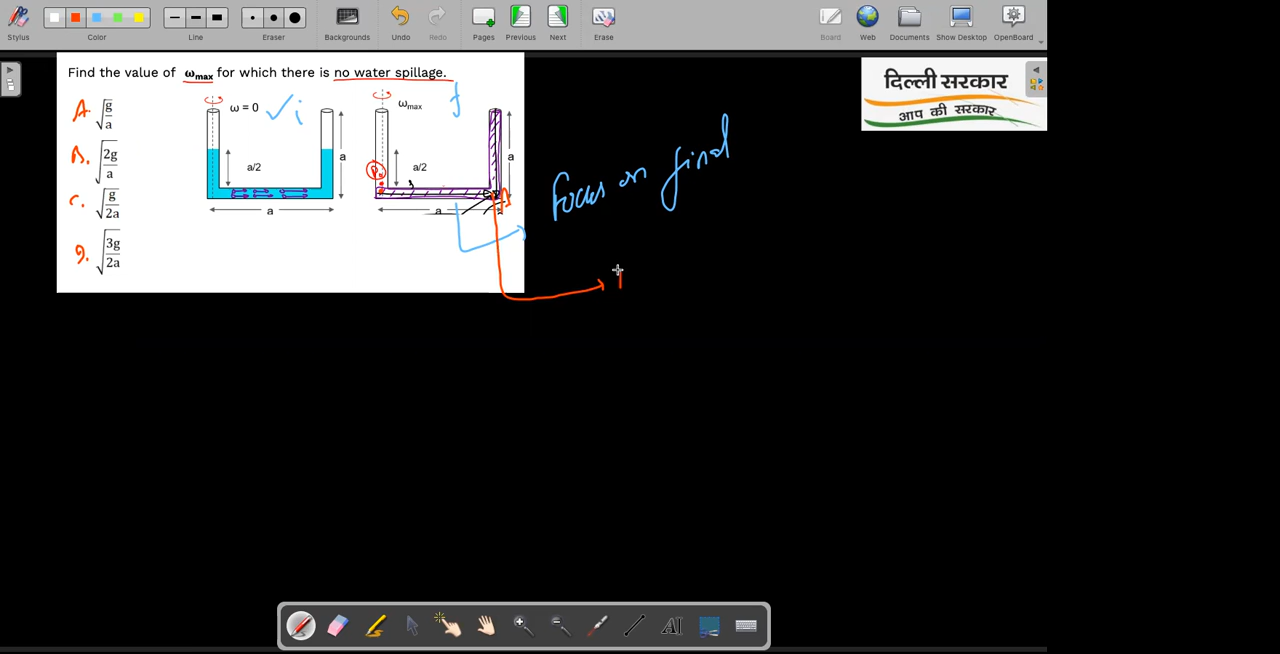 Color
Line
Eraser
Stylus
Backgrounds
Undo
Redo
Pages
Previous
Next
Erase
Board
Web
Documents
Show Desktop
OpenBoard
Find the value of ωmax for which there is no water spillage.
दिल्ली सरकार
आप की सरकार
A. √g/a
B. √2g/a
C. √g/2a
D. √3g/2a
ω = 0
✓ i
a
a/2
a
ωmax
f
a
a/2
P₀
a
Focus on final